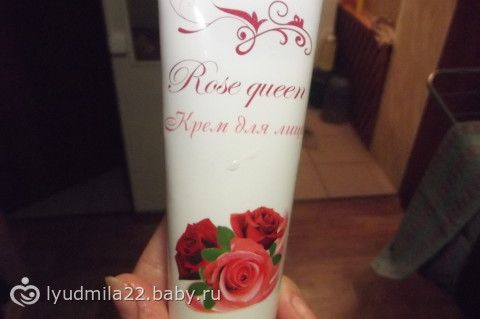 Rose queen
Крем для лица
lyudmila22.baby.ru